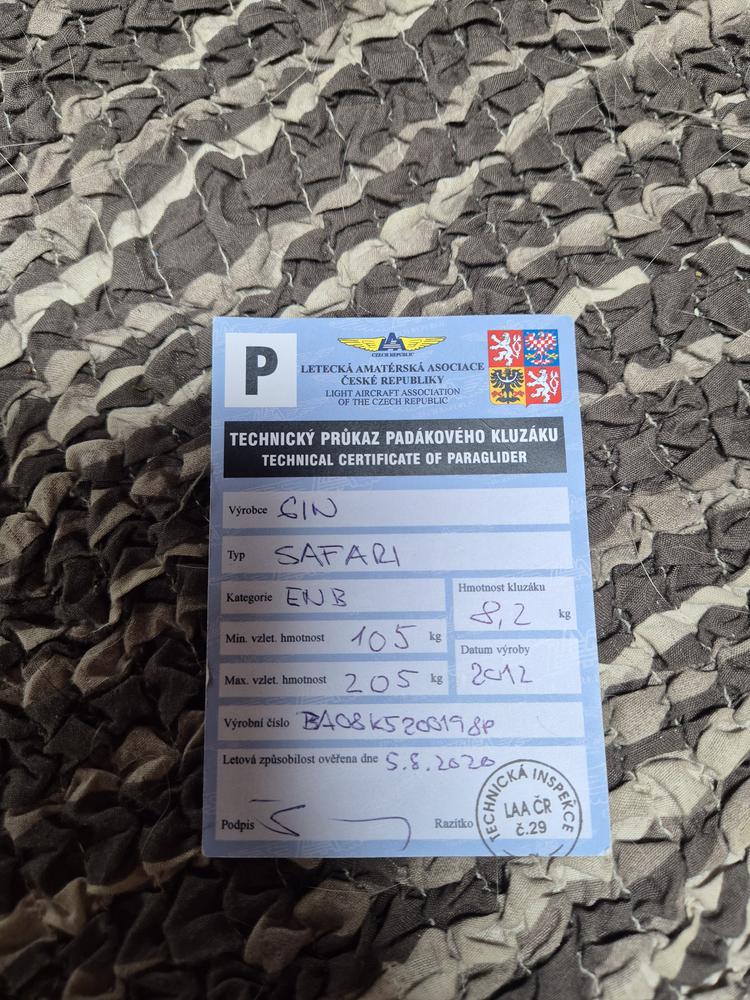 P
CZECH REPUBLIC
LETECKÁ AMATÉRSKÁ ASOCIACE
ČESKÉ REPUBLIKY
LIGHT AIRCRAFT ASSOCIATION
OF THE CZECH REPUBLIC
TECHNICKÝ PRŮKAZ PADÁKOVÉHO KLUZÁKU
TECHNICAL CERTIFICATE OF PARAGLIDER
Výrobce GIN
Typ SAFARI
Kategorie ENB
Hmotnost kluzáku
8,2 kg
Min. vzlet. hmotnost 105 kg
Datum výroby
2012
Max. vzlet. hmotnost 205 kg
Výrobní číslo
Letová způsobilost ověřena dne 5.8.2020
Podpis
Razítko
TECHNICKÁ INSPEKCE
LAA ČR
č.29